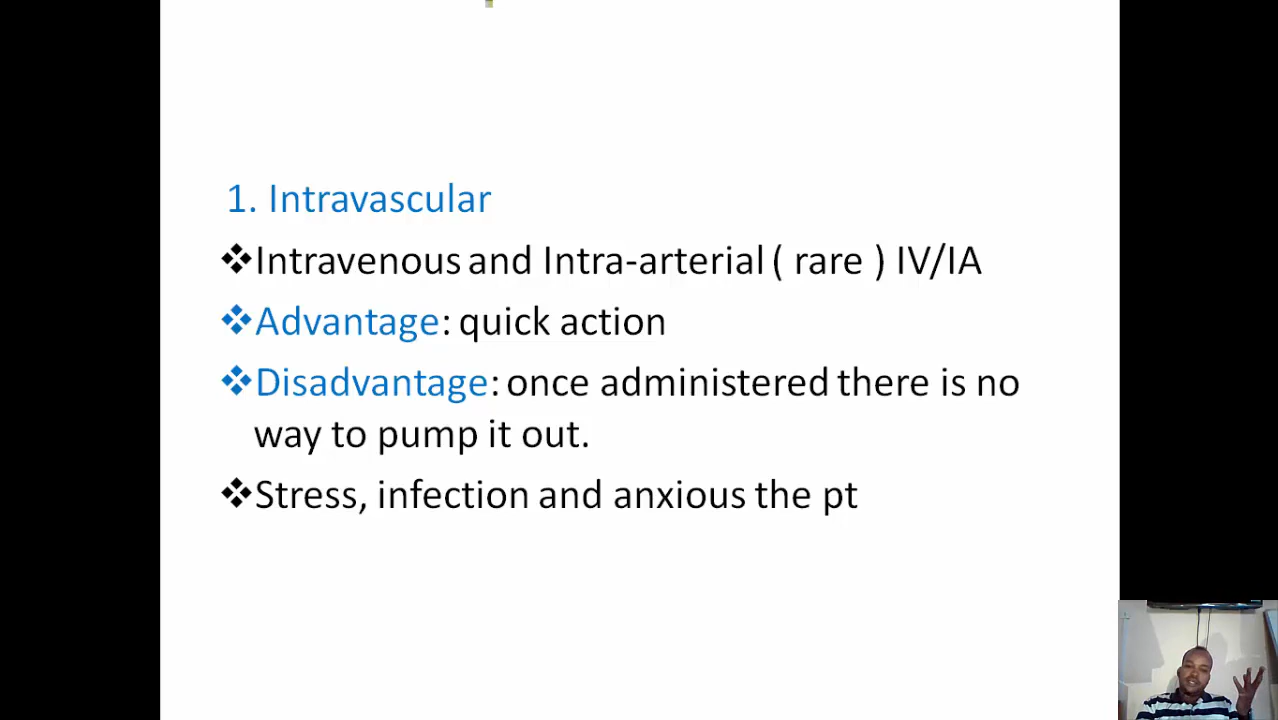 1. Intravascular
❖Intravenous and Intra-arterial ( rare ) IV/IA
❖Advantage: quick action
❖Disadvantage: once administered there is no
way to pump it out.
❖Stress, infection and anxious the pt